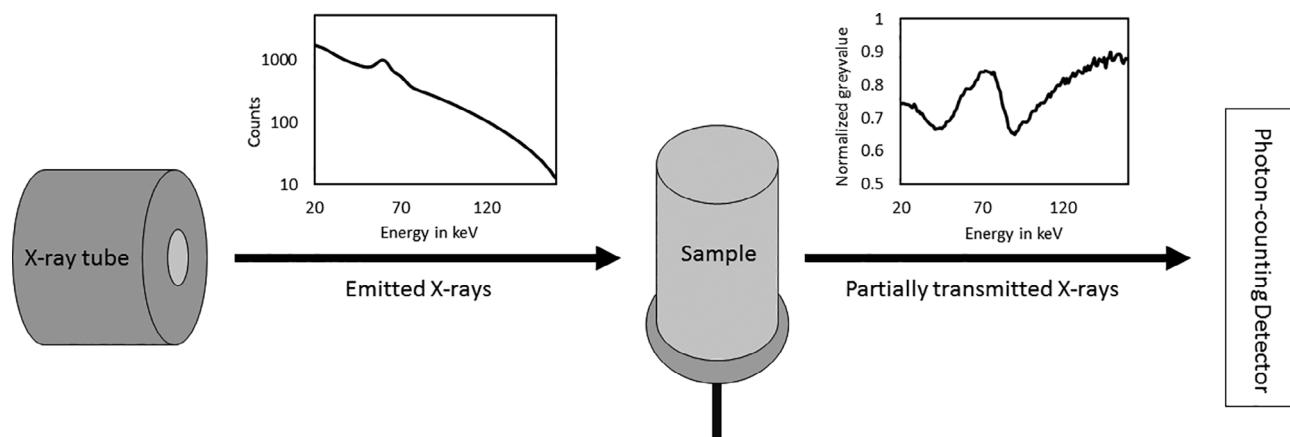 X-ray tube
1000
100
10
Counts
20 70 120
Energy in keV
Emitted X-rays
Sample
1
0.9
0.8
0.7
0.6
0.5
Normalized greyvalue
20 70 120
Energy in keV
Partially transmitted X-rays
Photon-counting Detector